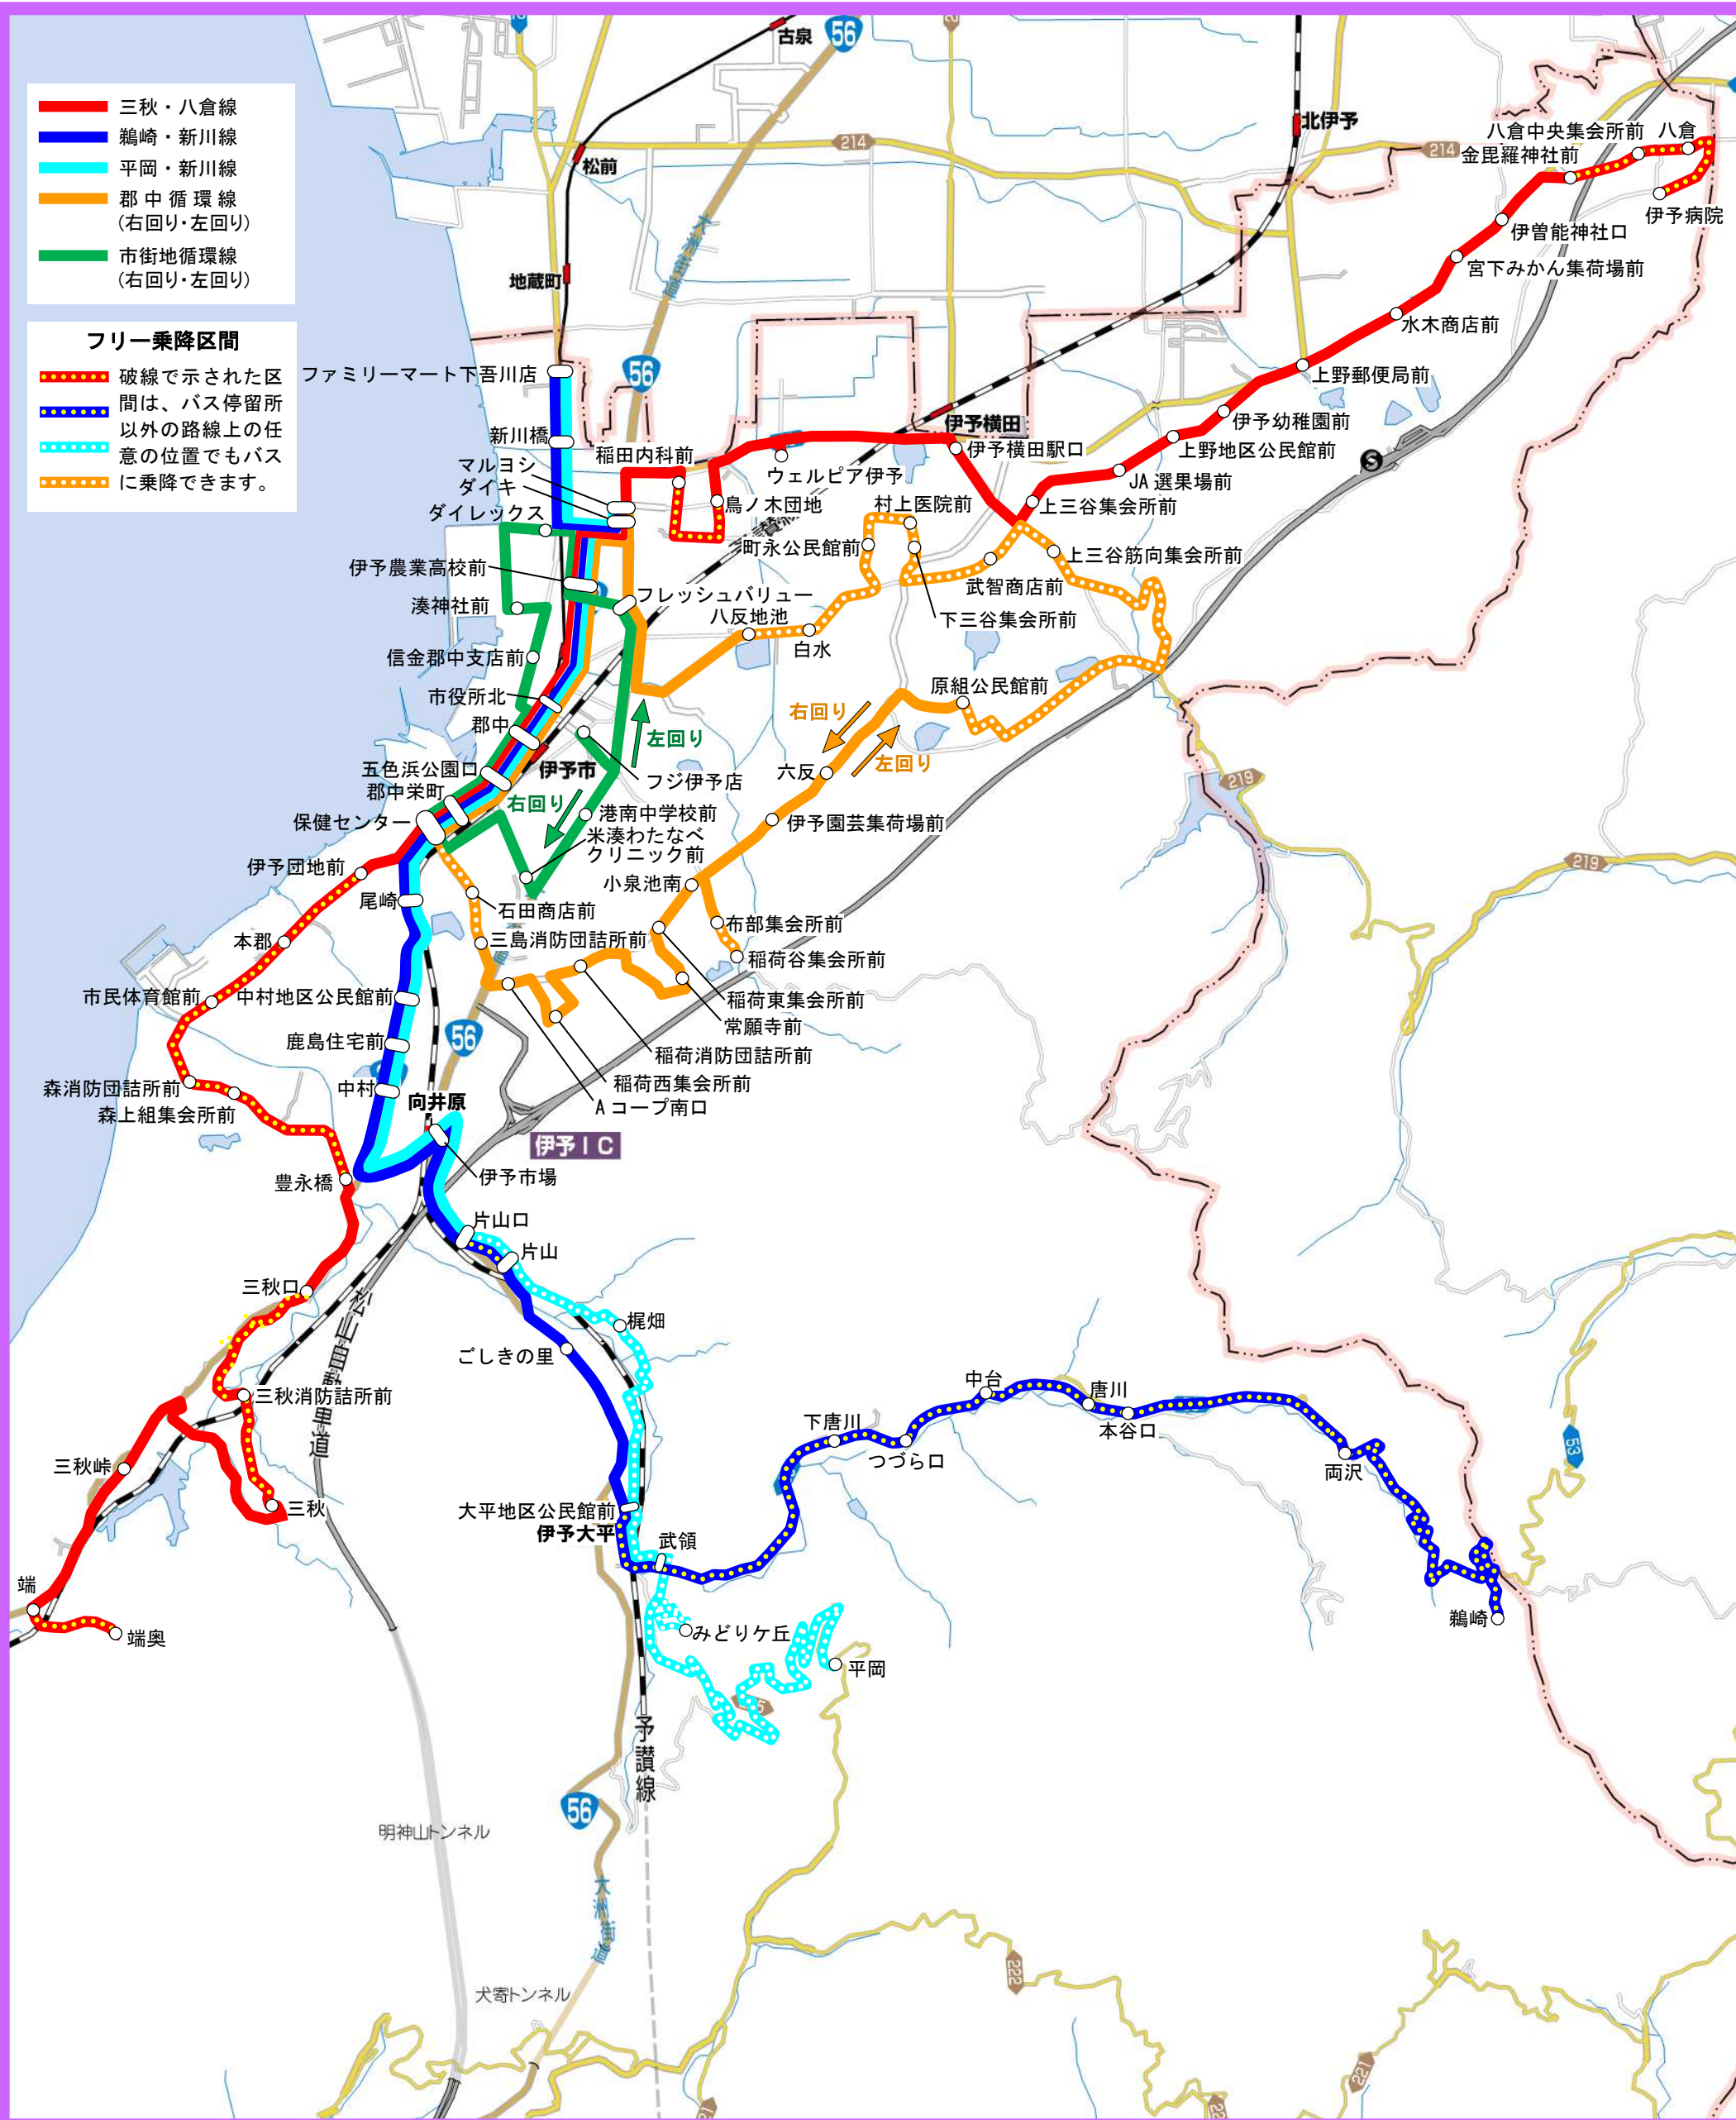 三秋・八倉線
鵜崎・新川線
平岡・新川線
郡中循環線
(右回り・左回り)
市街地循環線
(右回り・左回り)
フリー乗降区間
破線で示された区
間は、バス停留所
以外の路線上の任
意の位置でもバス
に乗降できます。
古泉
56
松前
214
北伊予
214
八倉中央集会所前
八倉
金毘羅神社前
伊予病院
伊曽能神社口
宮下みかん集荷場前
水木商店前
上野郵便局前
伊予幼稚園前
上野地区公民館前
JA選果場前
上三谷集会所前
地蔵町
大洲街道
56
ファミリーマート下吾川店
新川橋
マルヨシ
ダイキ
ダイレックス
稲田内科前
鳥ノ木団地
ウェルピア伊予
伊予横田
伊予横田駅口
村上医院前
町永公民館前
武智商店前
上三谷筋向集会所前
下三谷集会所前
伊予農業高校前
湊神社前
フレッシュバリュー
八反地池
白水
信金郡中支店前
市役所北
郡中
五色浜公園口
郡中栄町
保健センター
伊予市
フジ伊予店
左回り
右回り
港南中学校前
米湊わたなべ
クリニック前
原組公民館前
右回り
左回り
六反
伊予園芸集荷場前
小泉池南
布部集会所前
稲荷谷集会所前
稲荷東集会所前
常願寺前
稲荷消防団詰所前
稲荷西集会所前
Aコープ南口
石田商店前
三島消防団詰所前
219
219
伊予団地前
尾崎
本郡
市民体育館前
中村地区公民館前
鹿島住宅前
56
中村
森消防団詰所前
森上組集会所前
向井原
伊予IC
伊予市場
豊永橋
片山口
片山
三秋口
梶畑
ごしきの里
三秋消防詰所前
三秋峠
三秋
端
端奥
大平地区公民館前
伊予大平
武領
みどりケ丘
平岡
下唐川
つづら口
中台
唐川
本谷口
両沢
鵜崎
53
予讃線
56
明神山トンネル
大洲街道
犬寄トンネル
222
221